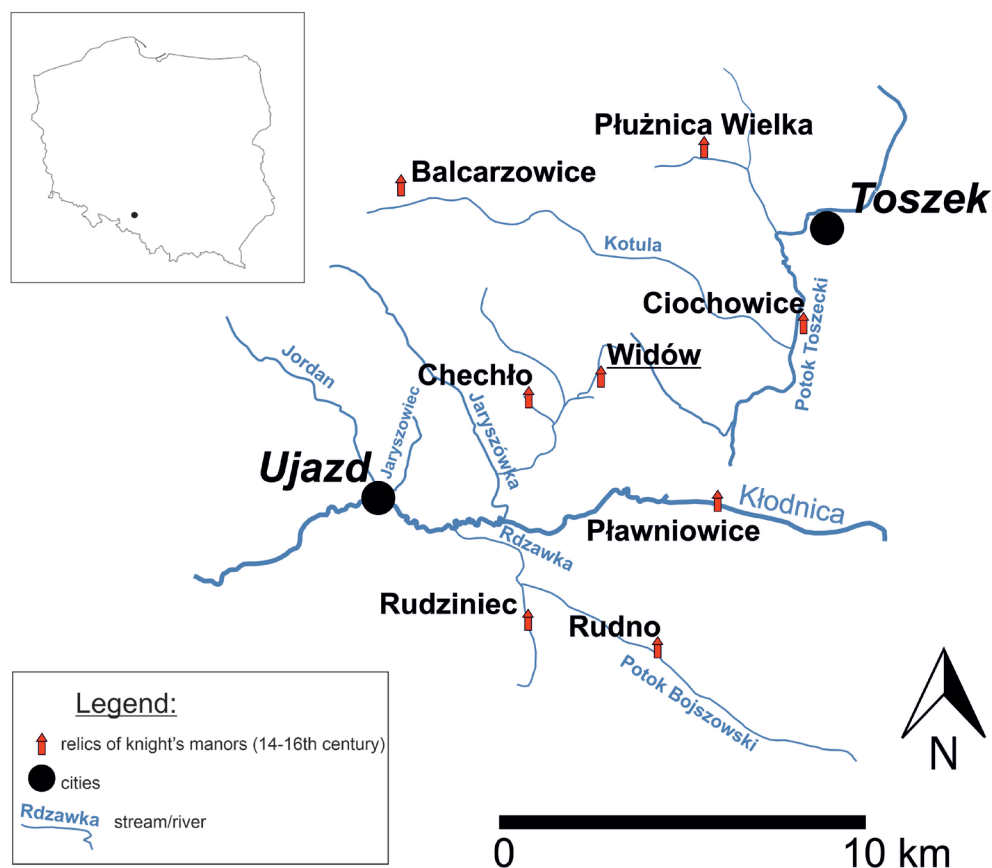 Płużnica Wielka
Balcarzowice
Toszek
Kotula
Ciochowice
Potok Toszecki
Widów
Jordan
Chechło
Jaryszowiec
Jaryszówka
Ujazd
Kłodnica
Pławniowice
Rdzawka
Rudziniec
Rudno
Potok Bojszowski
Legend:
relics of knight's manors (14-16th century)
cities
Rdzawka
stream/river
N
0
10 km